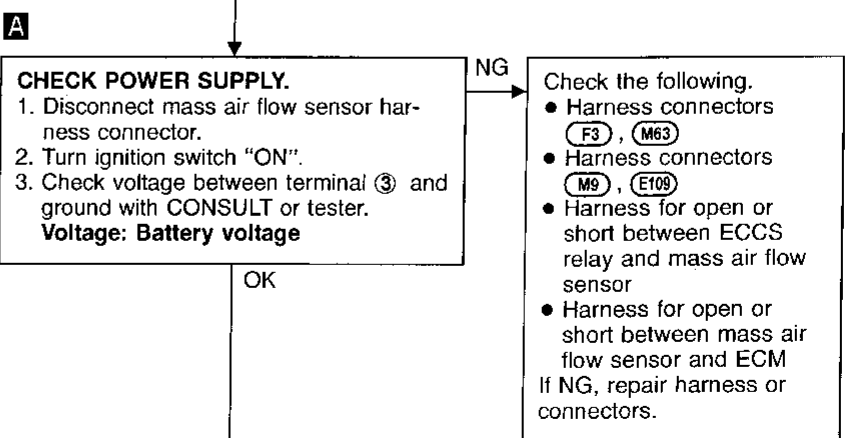 A
CHECK POWER SUPPLY.
1. Disconnect mass air flow sensor har-
ness connector.
2. Turn ignition switch "ON".
3. Check voltage between terminal ③ and
ground with CONSULT or tester.
Voltage: Battery voltage
OK
NG
Check the following.
● Harness connectors
F3 , M63
● Harness connectors
M9 , E109
● Harness for open or
short between ECCS
relay and mass air flow
sensor
● Harness for open or
short between mass air
flow sensor and ECM
If NG, repair harness or
connectors.